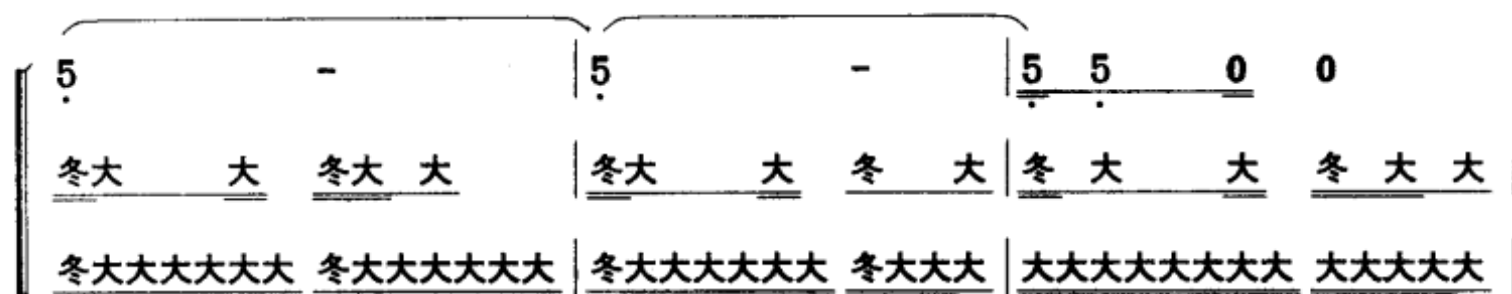 5 - | 5 - | 5 5 0 0
冬大 大 冬大 大 | 冬大 大 冬 大 | 冬 大 大 冬 大 大
冬大大大大大大 冬大大大大大大 | 冬大大大大大大 冬大大大 | 大大大大大大大大 大大大大大